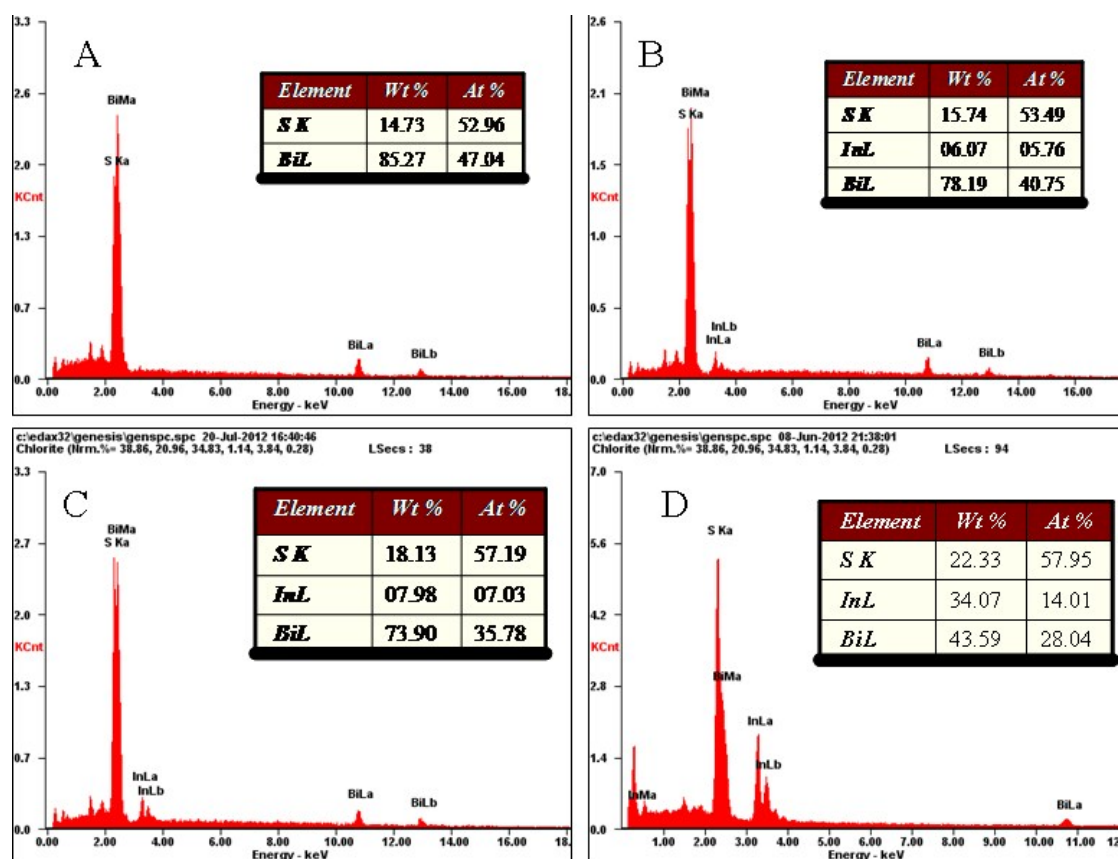 A
3.3
2.6
2.0
KCnt
1.3
0.7
0.0
BiMa
S Ka
BiLa
BiLb
Element Wt % At %
S K 14.73 52.96
BiL 85.27 47.04
2.00 4.00 6.00 8.00 10.00 12.00 14.00 16.00 18.
Energy - keV
B
2.6
2.1
1.5
KCnt
1.0
0.5
0.0
BiMa
S Ka
InLb
InLa
BiLa
BiLb
Element Wt % At %
S K 15.74 53.49
InL 06.07 05.76
BiL 78.19 40.75
2.00 4.00 6.00 8.00 10.00 12.00 14.00 16.00
Energy - keV
c:\edax32\genesis\genspc.spc 20-Jul-2012 16:40:46
Chlorite (Nrm.%= 38.86, 20.96, 34.83, 1.14, 3.84, 0.28) LSecs : 38
C
3.3
2.7
2.0
KCnt
1.3
0.7
0.0
BiMa
S Ka
InLa
InLb
BiLa
BiLb
Element Wt % At %
S K 18.13 57.19
InL 07.98 07.03
BiL 73.90 35.78
2.00 4.00 6.00 8.00 10.00 12.00 14.00 16.00 18.
Energy - keV
c:\edax32\genesis\genspc.spc 08-Jun-2012 21:38:01
Chlorite (Nrm.%= 38.86, 20.96, 34.83, 1.14, 3.84, 0.28) LSecs : 94
D
7.0
5.6
4.2
KCnt
2.8
1.4
0.0
S Ka
BiMa
InLa
InLb
InMa
BiLa
Element Wt % At %
S K 22.33 57.95
InL 34.07 14.01
BiL 43.59 28.04
1.00 2.00 3.00 4.00 5.00 6.00 7.00 8.00 9.00 10.00 11.0
Energy - keV